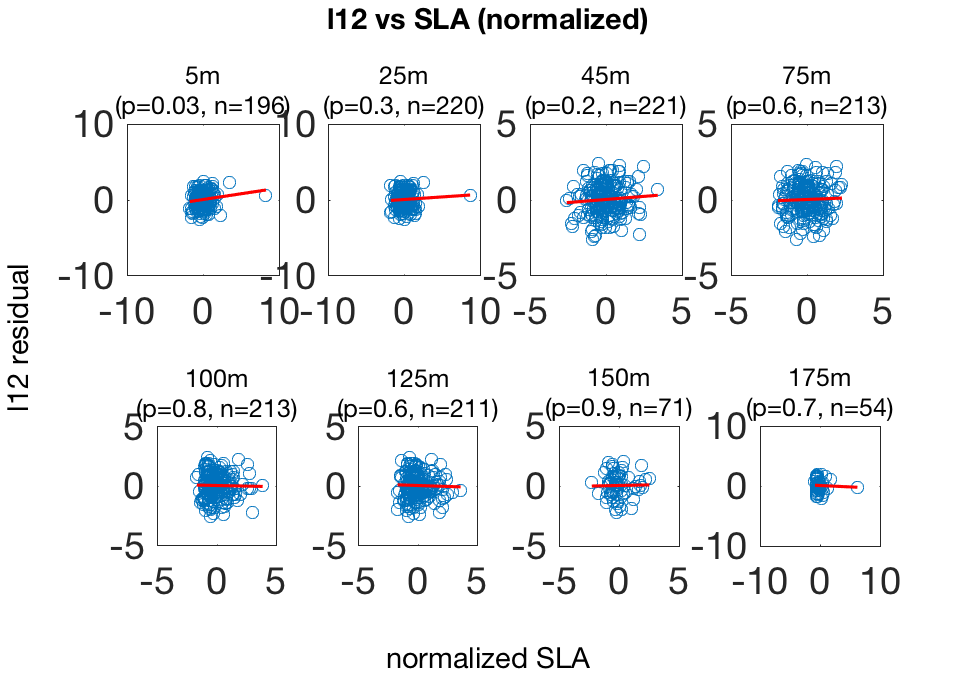 l12 vs SLA (normalized)
5m
(p=0.03, n=196)
25m
(p=0.3, n=220)
45m
(p=0.2, n=221)
75m
(p=0.6, n=213)
10
0
-10
-10 0 10
10
0
-10
-10 0 10
5
0
-5
-5 0 5
5
0
-5
-5 0 5
l12 residual
100m
(p=0.8, n=213)
125m
(p=0.6, n=211)
150m
(p=0.9, n=71)
175m
(p=0.7, n=54)
5
0
-5
-5 0 5
5
0
-5
-5 0 5
5
0
-5
-5 0 5
10
0
-10
-10 0 10
normalized SLA